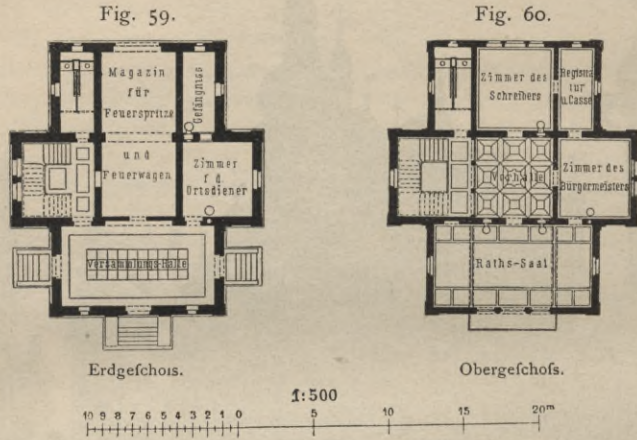 Fig. 59.
Magazin
für
Feuerspritze
und
Feuerwagen
Gefängniss
Zimmer
f. d.
Ortsdiener
Versammlungs-Halle
Erdgeſchoſs.
Fig. 60.
Zimmer des
Schreibers
Registra
tur
u. Casse
Vorhalle
Zimmer des
Bürgermeisters
Raths-Saal
Obergeſchoſs.
1:500
10 9 8 7 6 5 4 3 2 1 0 5 10 15 20ᵐ